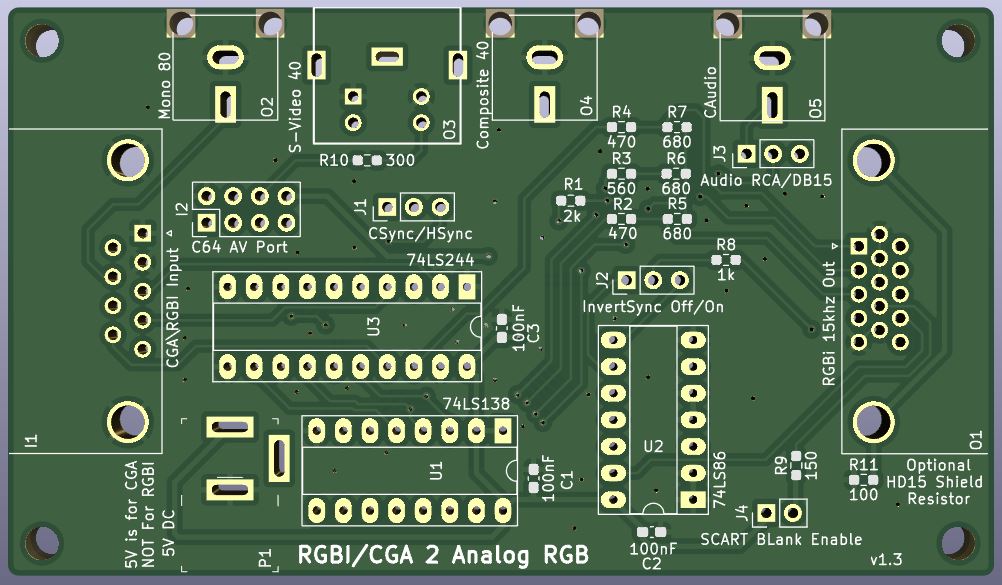 Mono 80
O2
S-Video 40
O3
Composite 40
O4
CAudio
O5
R4
470
R7
680
R3
560
R6
680
R2
470
R5
680
R1
2k
R10
300
J3
Audio RCA/DB15
I2
C64 AV Port
J1
CSync/HSync
R8
1k
J2
InvertSync Off/On
74LS244
U3
100nF
C3
CGA\RGBI Input
I1
RGBi 15khz Out
O1
74LS138
U1
100nF
C1
U2
74LS86
R9
150
R11
100
Optional
HD15 Shield
Resistor
J4
SCART BLank Enable
100nF
C2
5V is for CGA
NOT For RGBI
5V DC
P1
RGBI/CGA 2 Analog RGB
v1.3